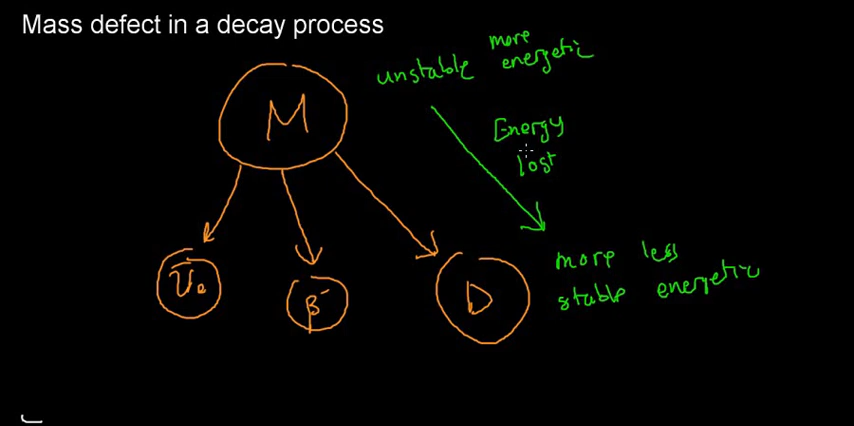 Mass defect in a decay process
unstable more energetic
M
Energy
lost
more less
stable energetic
ν̄ₑ
β⁻
D